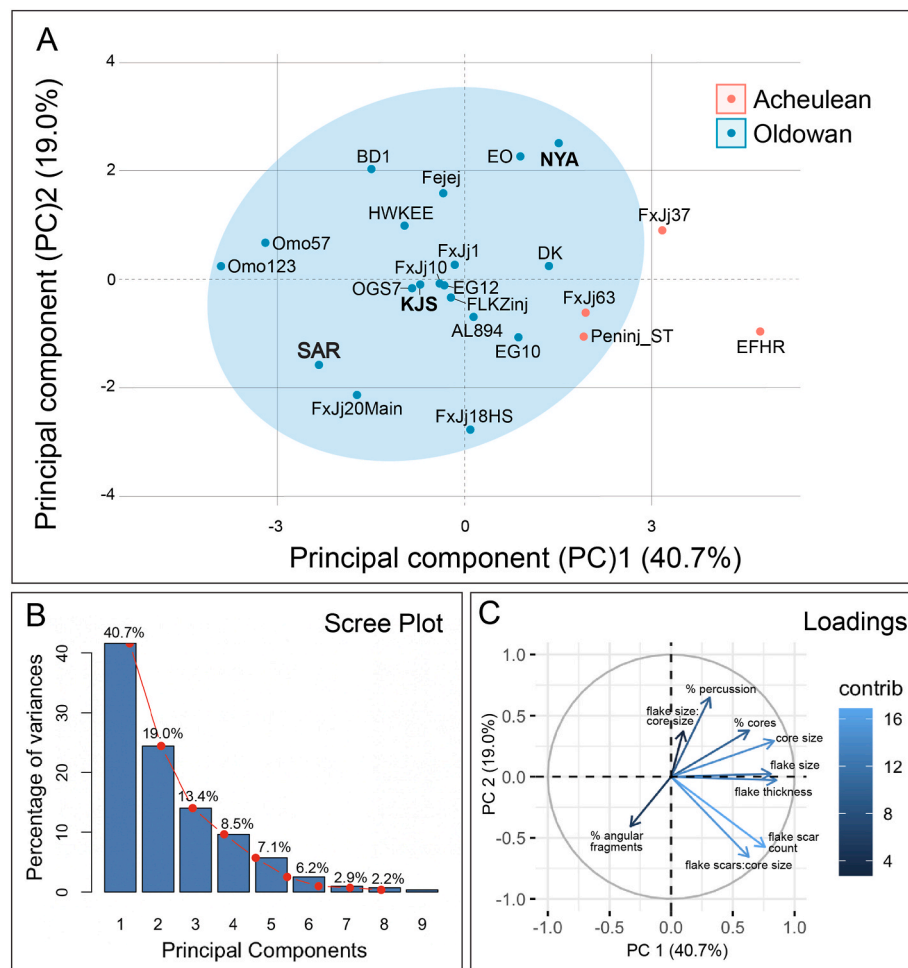 A
Principal component (PC)2 (19.0%)
4
2
0
-2
-4
Acheulean
Oldowan
BD1
EO
NYA
Fejej
HWKEE
FxJj37
Omo57
Omo123
FxJj1
DK
FxJj10
OGS7
EG12
KJS
FLKZinj
FxJj63
AL894
Peninj_ST
EG10
EFHR
SAR
FxJj20Main
FxJj18HS
-3
0
3
Principal component (PC)1 (40.7%)
B
Scree Plot
Percentage of variances
40
30
20
10
0
40.7%
19.0%
13.4%
8.5%
7.1%
6.2%
2.9%
2.2%
1 2 3 4 5 6 7 8 9
Principal Components
C
Loadings
PC 2 (19.0%)
1.0
0.5
0.0
-0.5
-1.0
% percussion
flake size:
core size
% cores
core size
flake size
flake thickness
% angular
fragments
flake scar
count
flake scars:core size
-1.0 -0.5 0.0 0.5 1.0
PC 1 (40.7%)
contrib
16
12
8
4